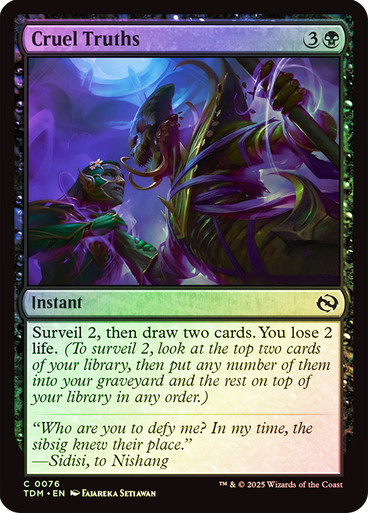 Cruel Truths 3
Instant
Surveil 2, then draw two cards. You lose 2
life. (To surveil 2, look at the top two cards
of your library, then put any number of them
into your graveyard and the rest on top of
your library in any order.)
“Who are you to defy me? In my time, the
sibsig knew their place.”
—Sidisi, to Nishang
C 0076
TDM • EN Fajareka Setiawan
™ & © 2025 Wizards of the Coast